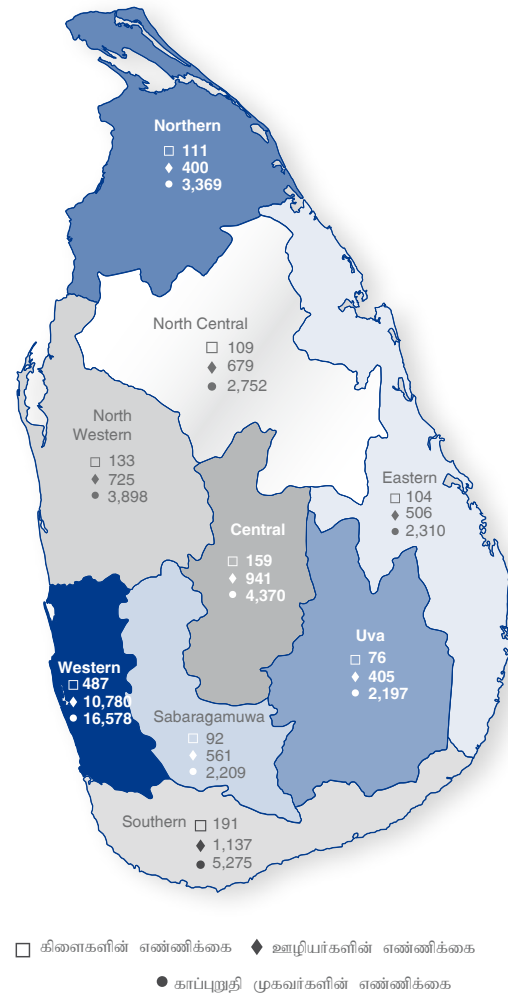 Northern
□ 111
♦ 400
● 3,369
North Central
□ 109
♦ 679
● 2,752
North
Western
□ 133
♦ 725
● 3,898
Eastern
□ 104
♦ 506
● 2,310
Central
□ 159
♦ 941
● 4,370
Uva
□ 76
♦ 405
● 2,197
Western
□ 487
♦ 10,780
● 16,578
Sabaragamuwa
□ 92
♦ 561
● 2,209
Southern □ 191
♦ 1,137
● 5,275
□ கிளைகளின் எண்ணிக்கை ♦ ஊழியர்களின் எண்ணிக்கை
● காப்புறுதி முகவர்களின் எண்ணிக்கை